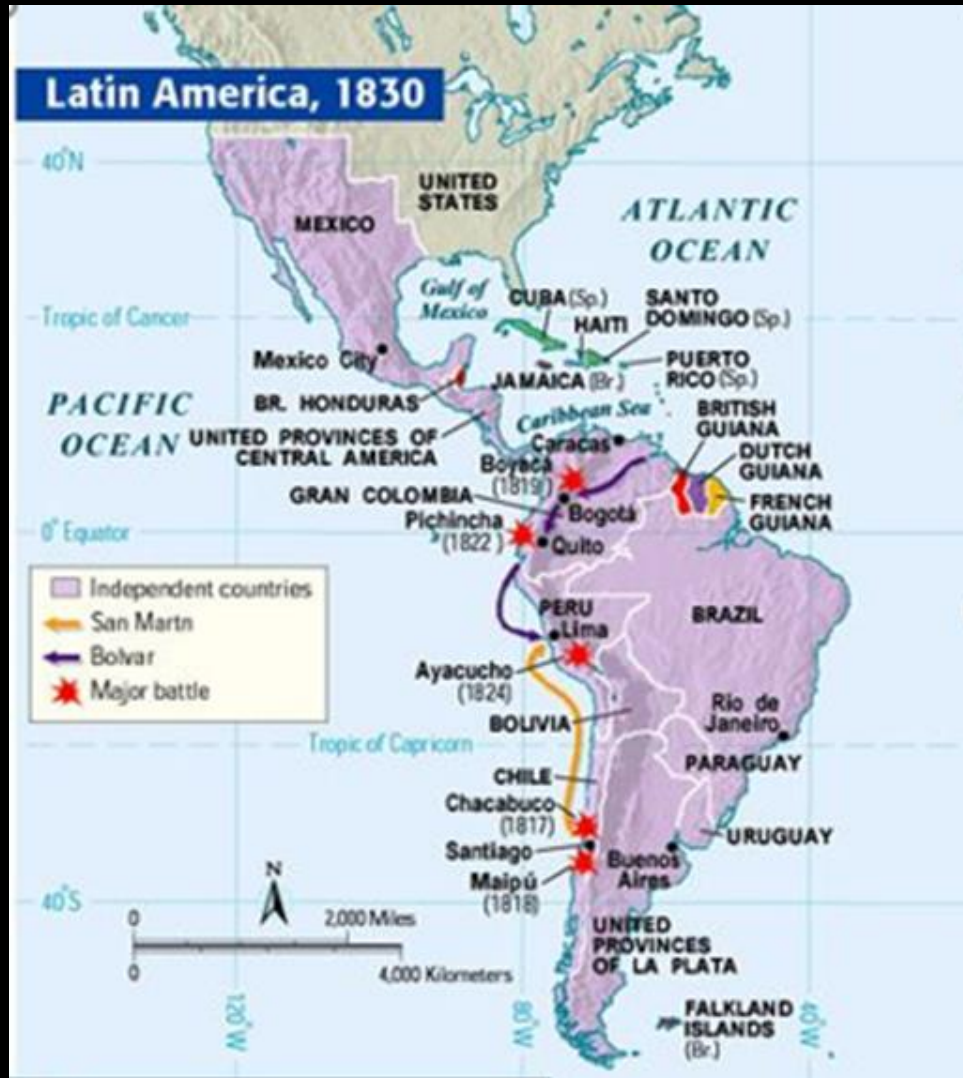 Latin America, 1830
40°N
UNITED
STATES
MEXICO
ATLANTIC
OCEAN
Gulf of
Mexico
CUBA (Sp.)
SANTO
DOMINGO (Sp.)
HAITI
Tropic of Cancer
Mexico City
JAMAICA (Br.)
PUERTO
RICO (Sp.)
BR. HONDURAS
PACIFIC
OCEAN
Caribbean Sea
BRITISH
GUIANA
UNITED PROVINCES OF
CENTRAL AMERICA
Caracas
DUTCH
GUIANA
Boyacá
(1819)
GRAN COLOMBIA
Bogotá
FRENCH
GUIANA
Pichincha
(1822)
0° Equator
Quito
Independent countries
San Martn
Bolvar
Major battle
PERU
Lima
BRAZIL
Ayacucho
(1824)
BOLIVIA
Rio de
Janeiro
Tropic of Capricorn
PARAGUAY
CHILE
Chacabuco
(1817)
Santiago
URUGUAY
Buenos
Aires
Maipú
(1818)
N
40°S
0
2,000 Miles
0
4,000 Kilometers
UNITED
PROVINCES
OF LA PLATA
120°W
80°W
40°W
FALKLAND
ISLANDS
(Br.)